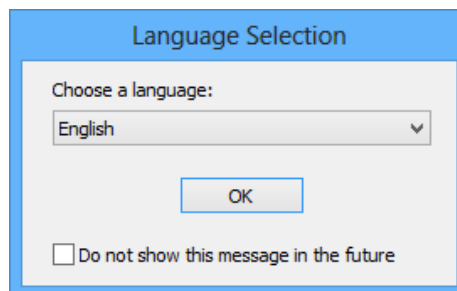 Language Selection
Choose a language:
English
OK
Do not show this message in the future